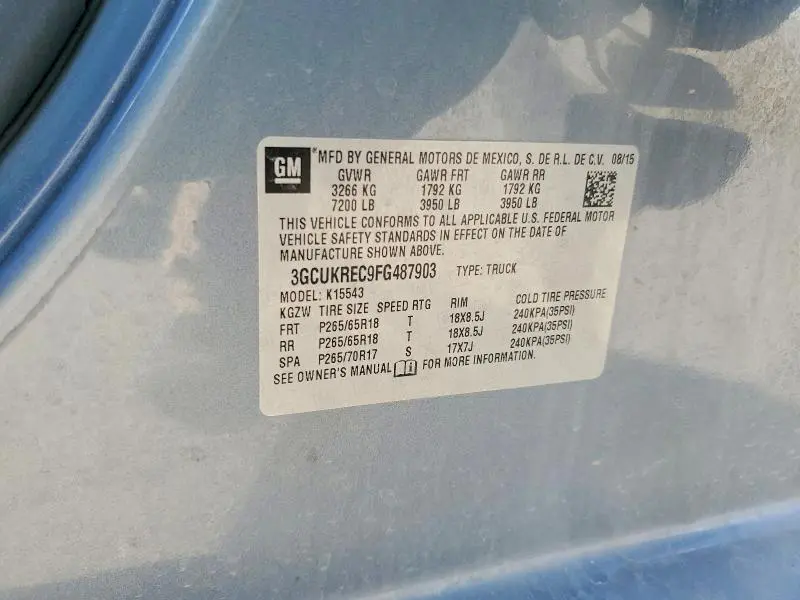 GM
*MFD BY GENERAL MOTORS DE MEXICO, S. DE R.L. DE C.V. 08/15
GVWR GAWR FRT GAWR RR
3266 KG 1792 KG 1792 KG
7200 LB 3950 LB 3950 LB
THIS VEHICLE CONFORMS TO ALL APPLICABLE U.S. FEDERAL MOTOR
VEHICLE SAFETY STANDARDS IN EFFECT ON THE DATE OF
MANUFACTURE SHOWN ABOVE.
3GCUKREC9FG487903 TYPE: TRUCK
MODEL: K15543
KGZW TIRE SIZE SPEED RTG RIM COLD TIRE PRESSURE
FRT P265/65R18 T 18X8.5J 240KPA(35PSI)
RR P265/65R18 T 18X8.5J 240KPA(35PSI)
SPA P265/70R17 S 17X7J 240KPA(35PSI)
SEE OWNER'S MANUAL FOR MORE INFORMATION.